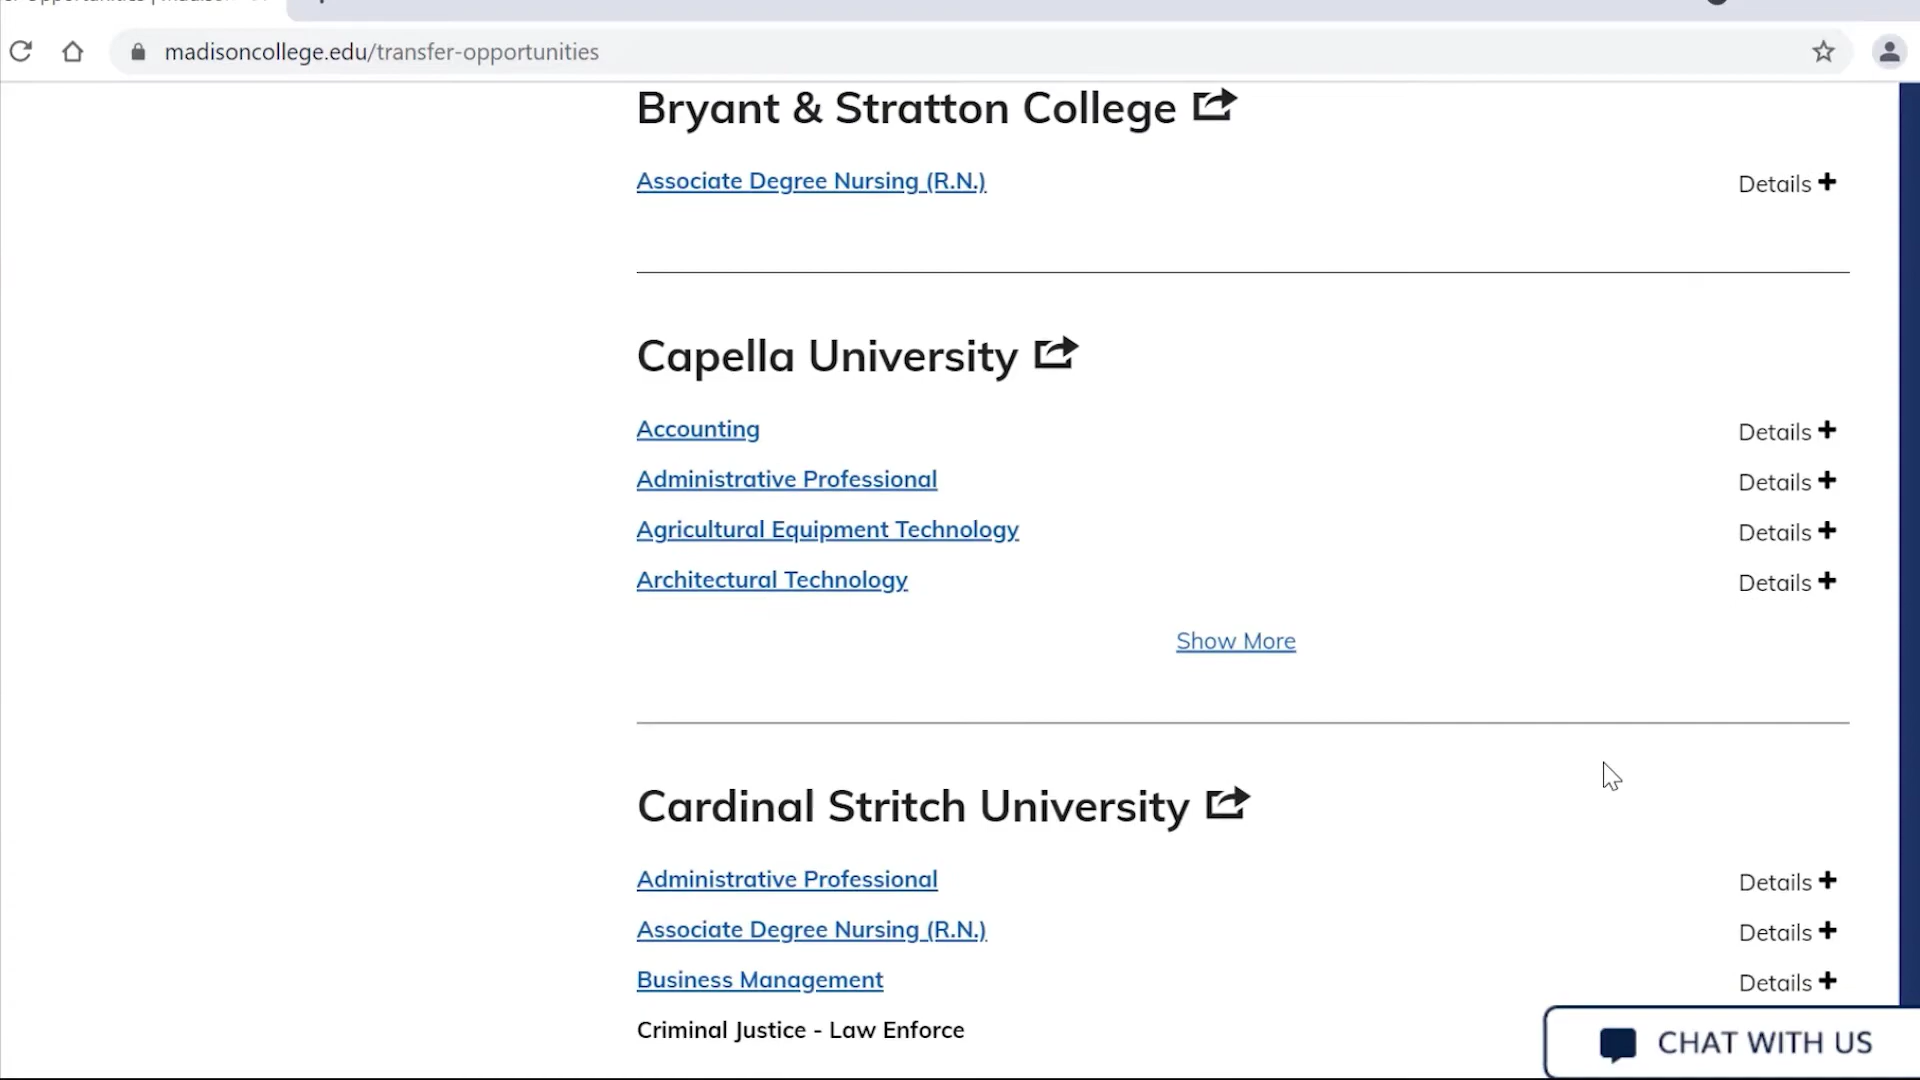 madisoncollege.edu/transfer-opportunities
Bryant & Stratton College
Associate Degree Nursing (R.N.)
Details
Capella University
Accounting
Details
Administrative Professional
Details
Agricultural Equipment Technology
Details
Architectural Technology
Details
Show More
Cardinal Stritch University
Administrative Professional
Details
Associate Degree Nursing (R.N.)
Details
Business Management
Details
Criminal Justice - Law Enforce
CHAT WITH US